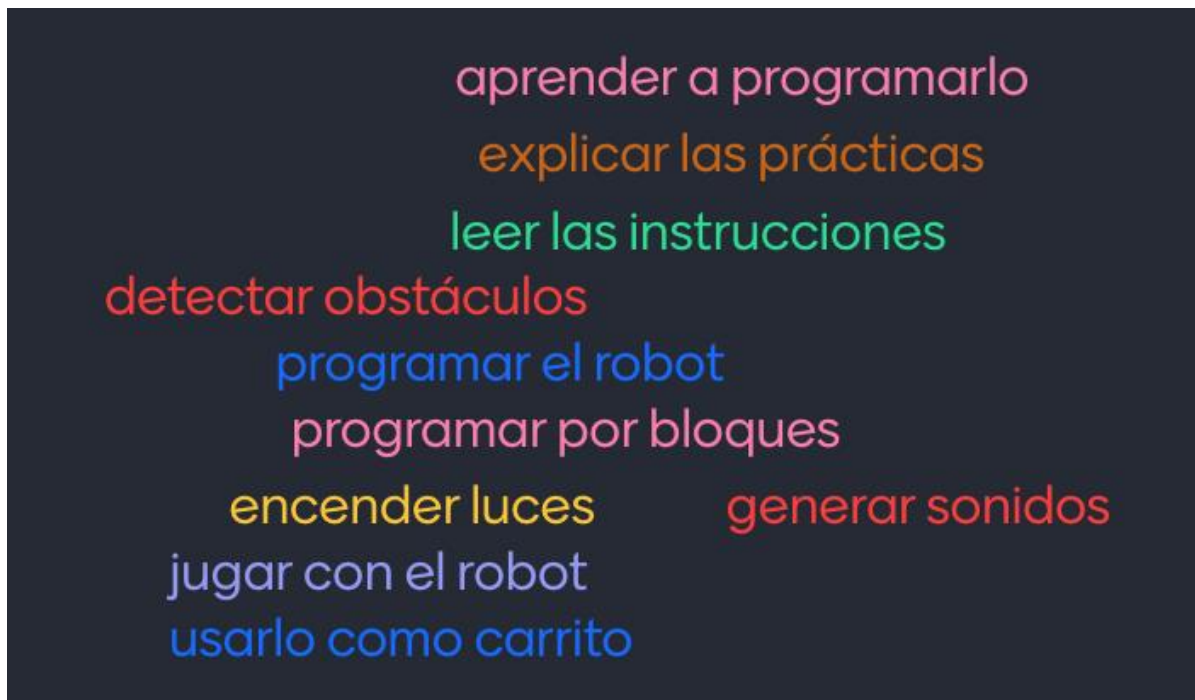 aprender a programarlo
explicar las prácticas
leer las instrucciones
detectar obstáculos
programar el robot
programar por bloques
encender luces
generar sonidos
jugar con el robot
usarlo como carrito